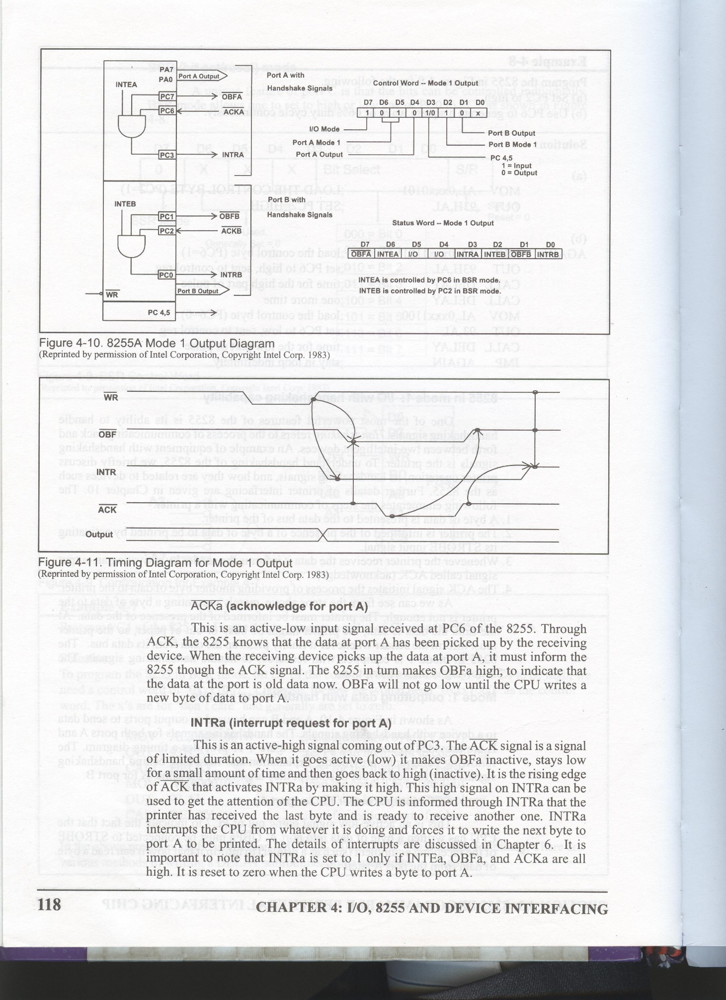 PA7
PA0
Port A Output
INTEA
PC7
OBFA
PC6
ACKA
PC3
INTRA
Port A with
Handshake Signals
Control Word -- Mode 1 Output
D7 D6 D5 D4 D3 D2 D1 D0
1 0 1 0 1/0 1 0 x
I/O Mode
Port A Mode 1
Port A Output
Port B Output
Port B Mode 1
PC 4,5
1 = Input
0 = Output
INTEB
PC1
OBFB
PC2
ACKB
PC0
INTRB
Port B Output
WR
PC 4,5
Port B with
Handshake Signals
Status Word -- Mode 1 Output
D7 D6 D5 D4 D3 D2 D1 D0
OBFA INTEA I/O I/O INTRA INTEB OBFB INTRB
INTEA is controlled by PC6 in BSR mode.
INTEB is controlled by PC2 in BSR mode.
Figure 4-10. 8255A Mode 1 Output Diagram
(Reprinted by permission of Intel Corporation, Copyright Intel Corp. 1983)
WR
OBF
INTR
ACK
Output
Figure 4-11. Timing Diagram for Mode 1 Output
(Reprinted by permission of Intel Corporation, Copyright Intel Corp. 1983)
ACKa (acknowledge for port A)
This is an active-low input signal received at PC6 of the 8255. Through
ACK, the 8255 knows that the data at port A has been picked up by the receiving
device. When the receiving device picks up the data at port A, it must inform the
8255 though the ACK signal. The 8255 in turn makes OBFa high, to indicate that
the data at the port is old data now. OBFa will not go low until the CPU writes a
new byte of data to port A.
INTRa (interrupt request for port A)
This is an active-high signal coming out of PC3. The ACK signal is a signal
of limited duration. When it goes active (low) it makes OBFa inactive, stays low
for a small amount of time and then goes back to high (inactive). It is the rising edge
of ACK that activates INTRa by making it high. This high signal on INTRa can be
used to get the attention of the CPU. The CPU is informed through INTRa that the
printer has received the last byte and is ready to receive another one. INTRa
interrupts the CPU from whatever it is doing and forces it to write the next byte to
port A to be printed. The details of interrupts are discussed in Chapter 6. It is
important to note that INTRa is set to 1 only if INTEa, OBFa, and ACKa are all
high. It is reset to zero when the CPU writes a byte to port A.
118
CHAPTER 4: I/O, 8255 AND DEVICE INTERFACING